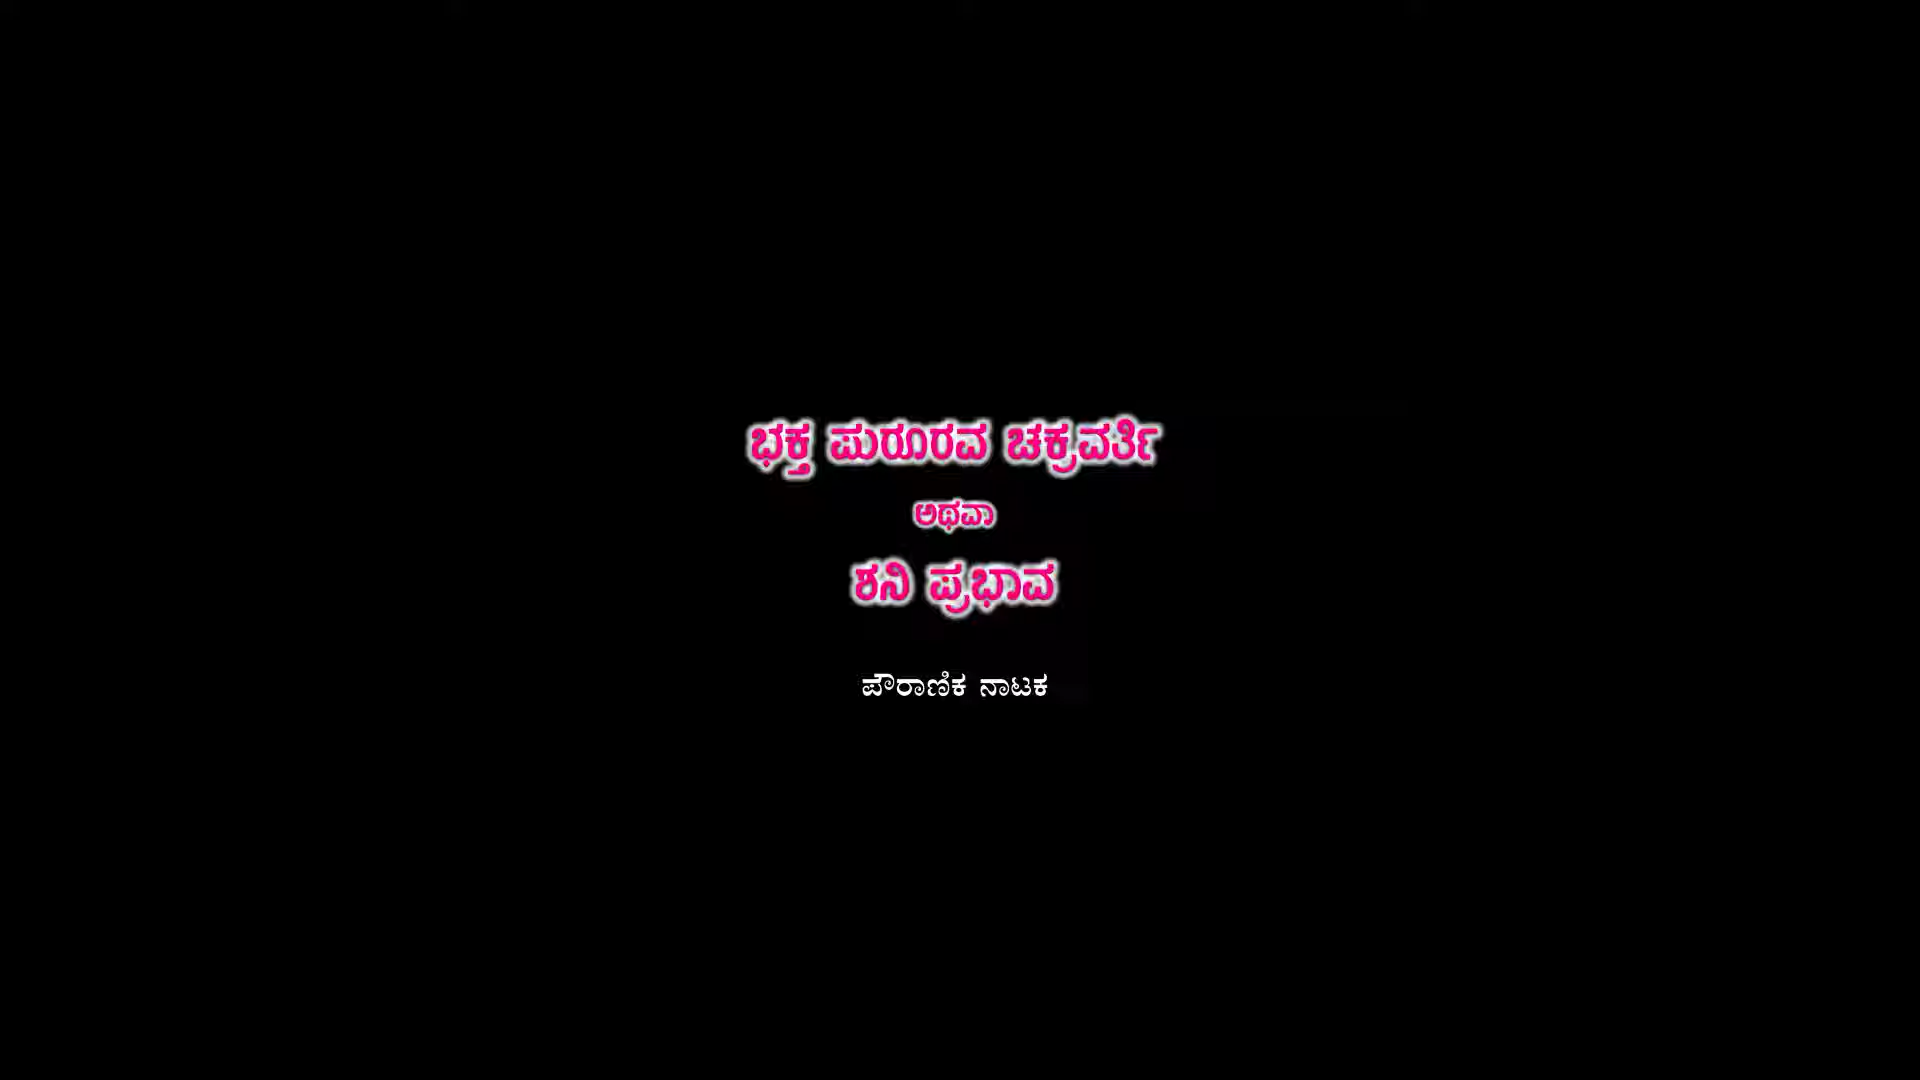 ಭಕ್ತ ಪುರೂರವ ಚಕ್ರವರ್ತಿ
ಅಥವಾ
ಶನಿ ಪ್ರಭಾವ
ಪೌರಾಣಿಕ ನಾಟಕ